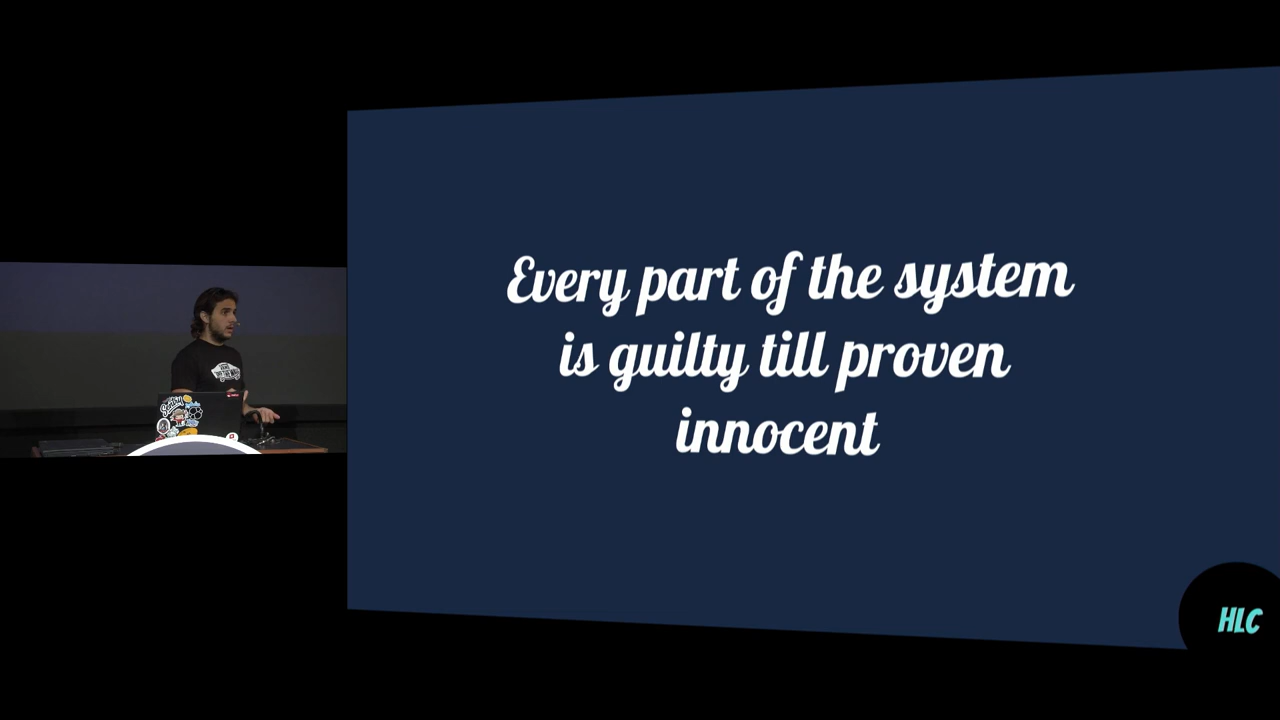 Every part of the system
is guilty till proven
innocent
HLC